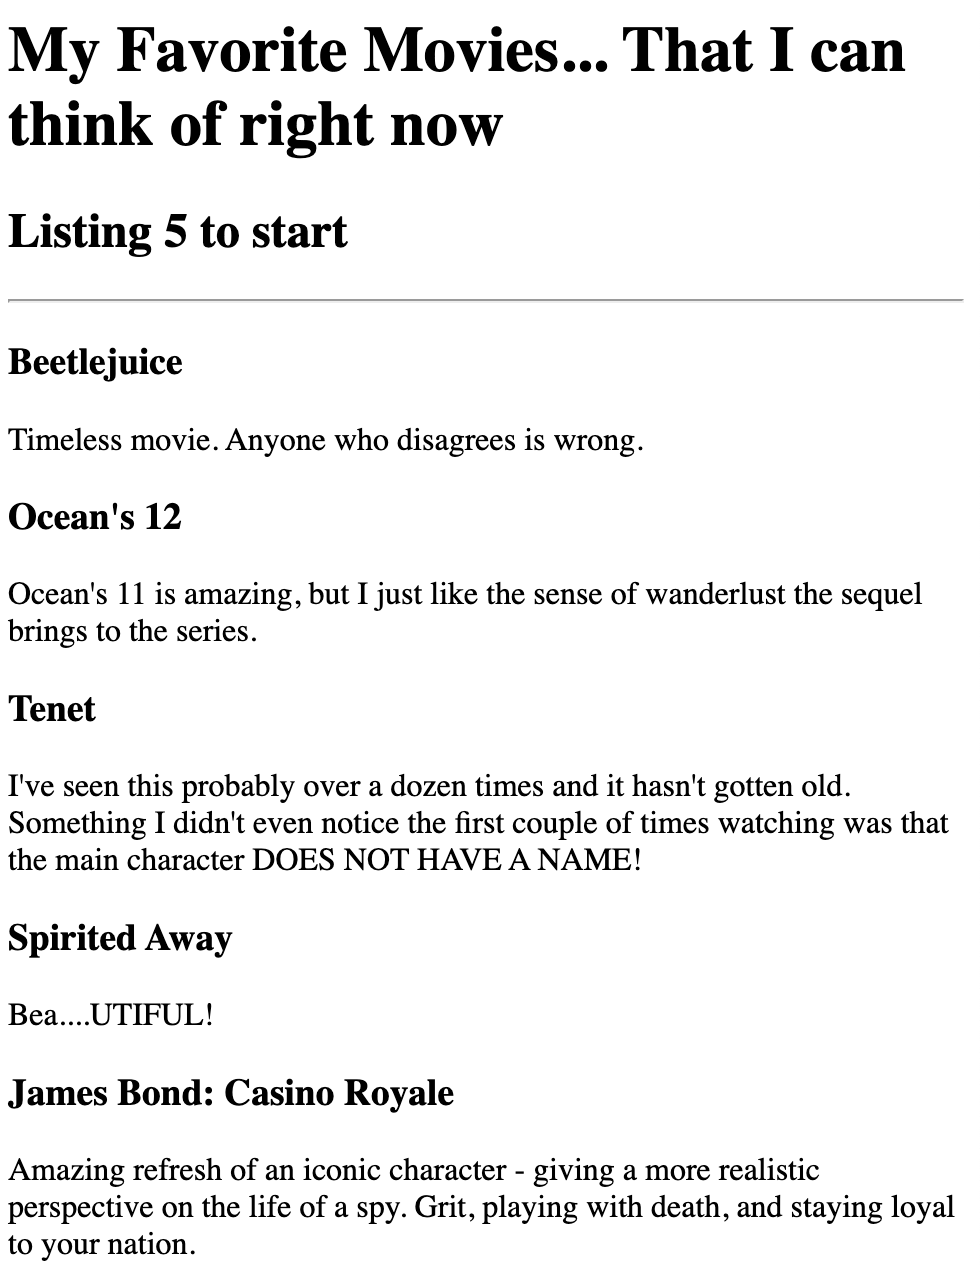 My Favorite Movies... That I can
think of right now
Listing 5 to start
Beetlejuice
Timeless movie. Anyone who disagrees is wrong.
Ocean's 12
Ocean's 11 is amazing, but I just like the sense of wanderlust the sequel
brings to the series.
Tenet
I've seen this probably over a dozen times and it hasn't gotten old.
Something I didn't even notice the first couple of times watching was that
the main character DOES NOT HAVE A NAME!
Spirited Away
Bea....UTIFUL!
James Bond: Casino Royale
Amazing refresh of an iconic character - giving a more realistic
perspective on the life of a spy. Grit, playing with death, and staying loyal
to your nation.